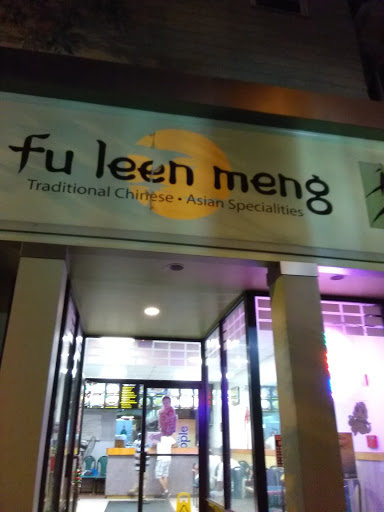 fu leen meng
Traditional Chinese • Asian Specialities